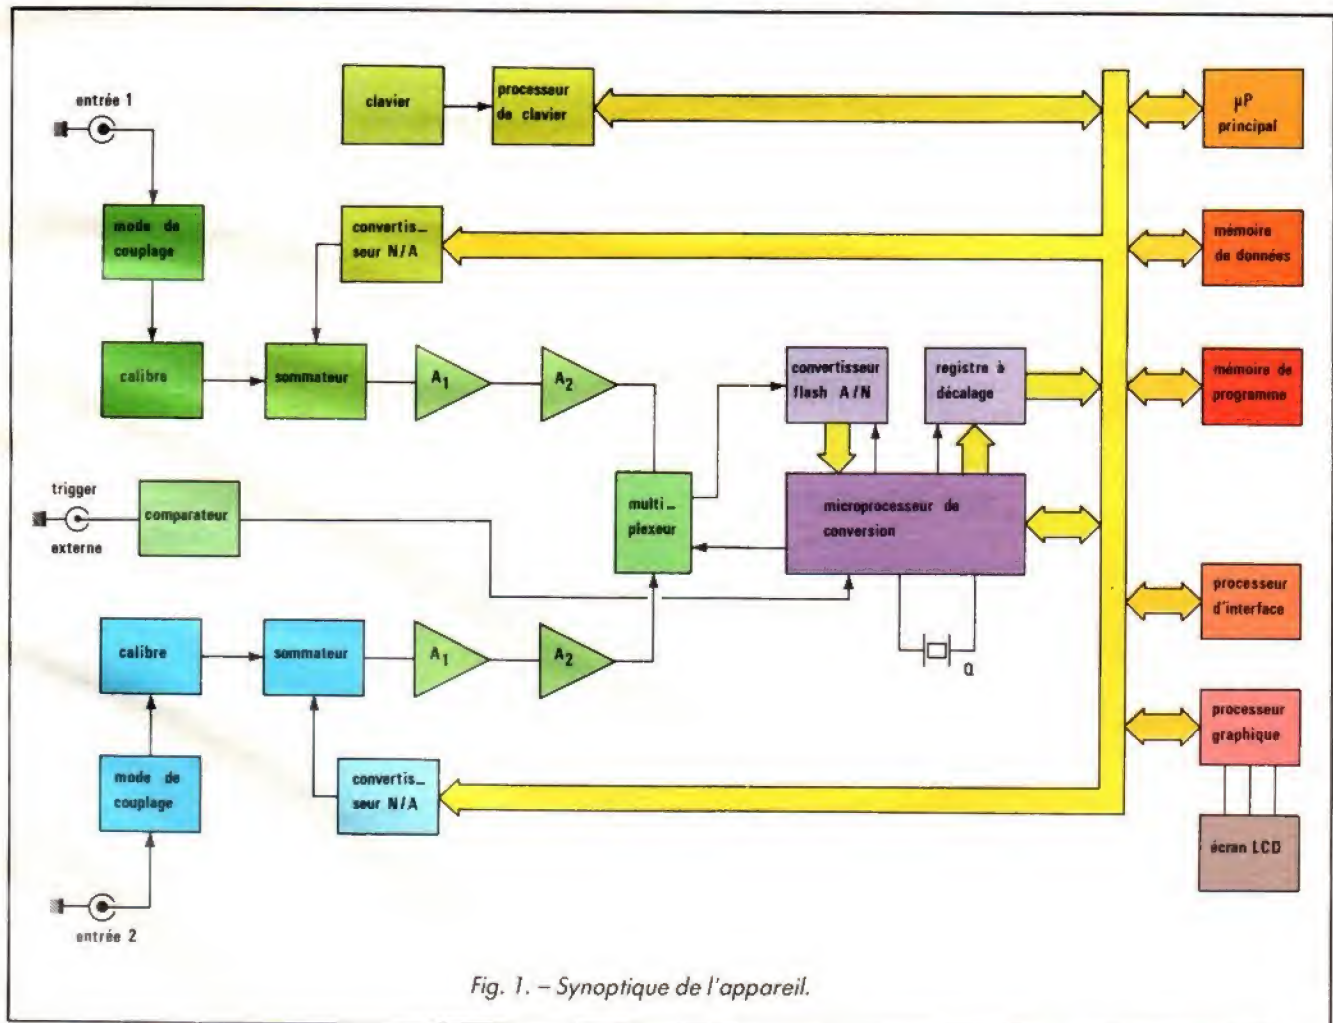 entrée 1
clavier
processeur
de clavier
µP
principal
mode de
couplage
convertis_
seur N/A
mémoire
de données
calibre
sommateur
A1
A2
convertisseur
flash A/N
registre à
décalage
mémoire de
programme
trigger
externe
comparateur
multi_
plexeur
microprocesseur de
conversion
processeur
d'interface
calibre
sommateur
A1
A2
Q
processeur
graphique
mode de
couplage
convertis_
seur N/A
écran LCD
entrée 2
Fig. 1. – Synoptique de l'appareil.